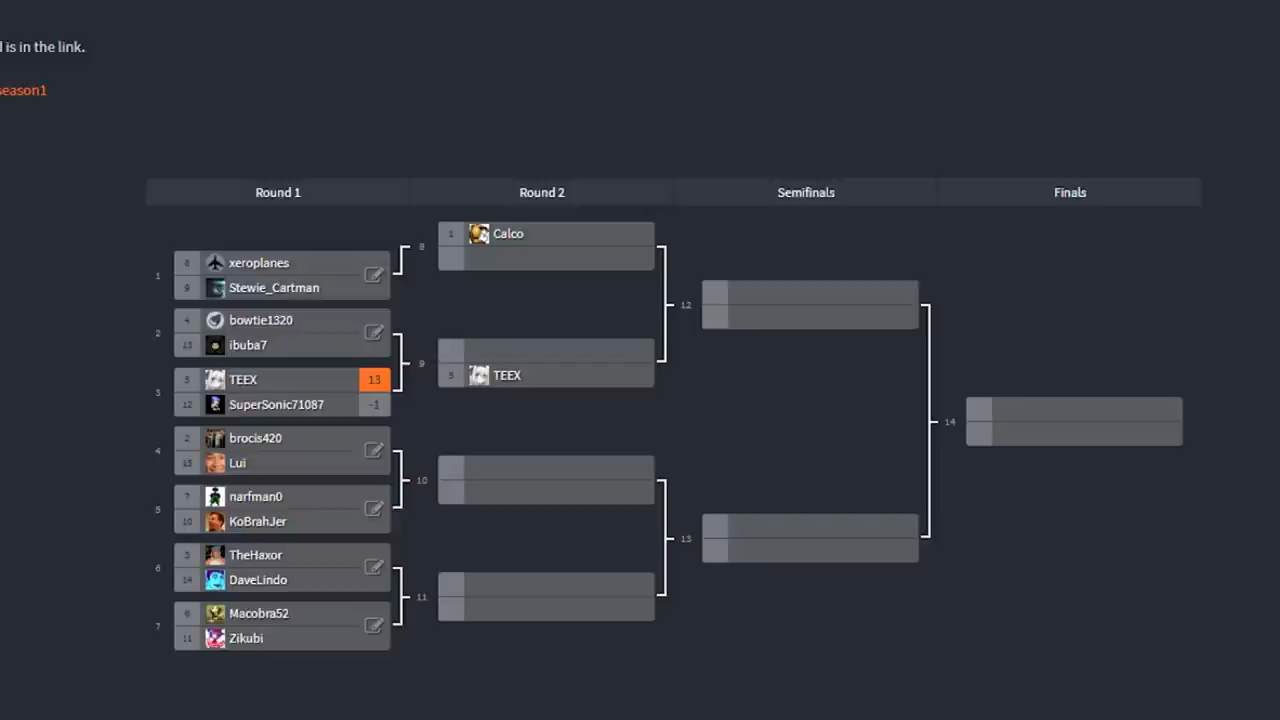 l is in the link.
season1
Round 1 Round 2 Semifinals Finals
1
8 xeroplanes
9 Stewie_Cartman
2
4 bowtie1320
13 ibuba7
3
5 TEEX 13
12 SuperSonic71087 -1
4
2 brocis420
15 Lui
5
7 narfman0
10 KoBrahJer
6
3 TheHaxor
14 DaveLindo
7
6 Macobra52
11 Zikubi
8
1 Calco
9
5 TEEX
10
11
12
13
14